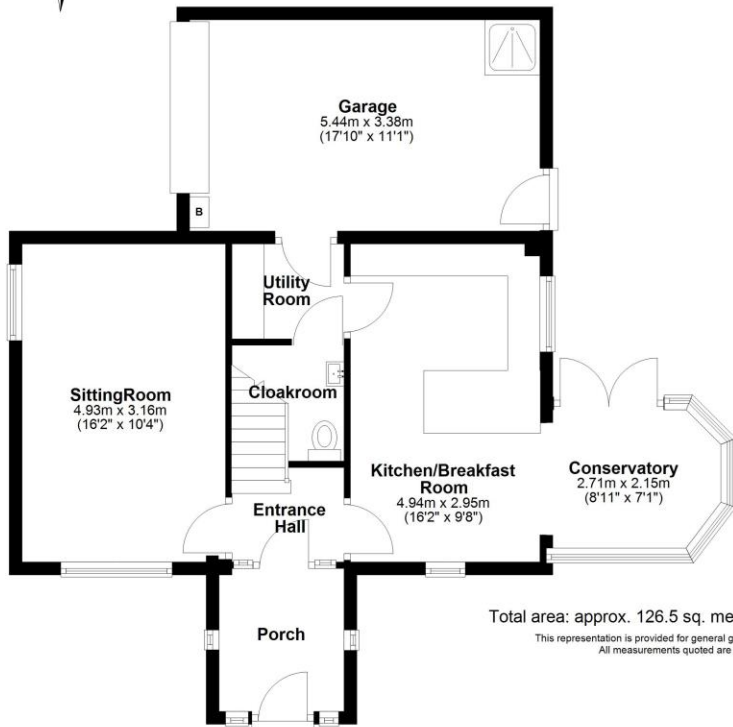 Garage
5.44m x 3.38m
(17'10" x 11'1")
B
Utility
Room
SittingRoom
4.93m x 3.16m
(16'2" x 10'4")
Cloakroom
Kitchen/Breakfast
Room
4.94m x 2.95m
(16'2" x 9'8")
Conservatory
2.71m x 2.15m
(8'11" x 7'1")
Entrance
Hall
Porch
Total area: approx. 126.5 sq. me
This representation is provided for general g
All measurements quoted are